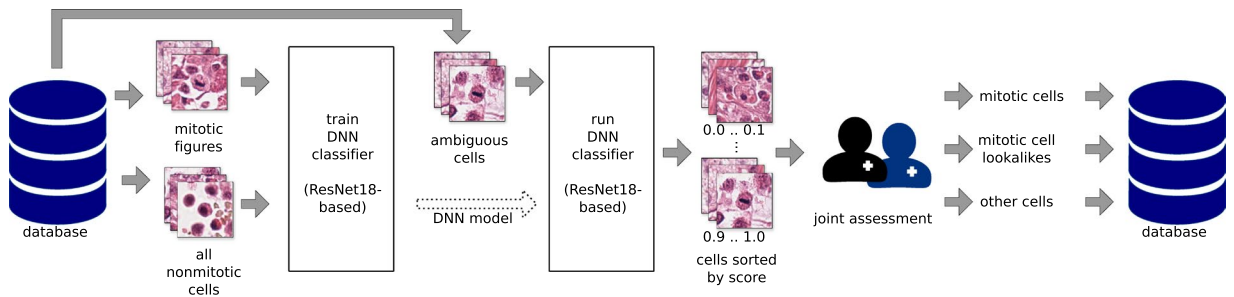 database
mitotic
figures
all
nonmitotic
cells
train
DNN
classifier
(ResNet18-
based)
ambiguous
cells
DNN model
run
DNN
classifier
(ResNet18-
based)
0.0 .. 0.1
0.9 .. 1.0
cells sorted
by score
joint assessment
mitotic cells
mitotic cell
lookalikes
other cells
database